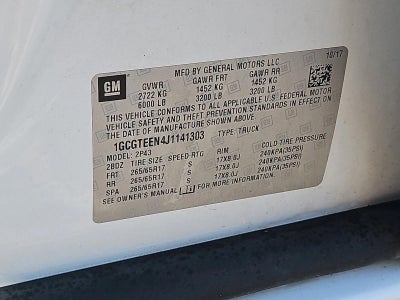 10/17
MFD BY GENERAL MOTORS LLC
GM GVWR GAWR FRT GAWR RR
2722 KG 1452 KG 1452 KG
6000 LB 3200 LB 3200 LB
THIS VEHICLE CONFORMS TO ALL APPLICABLE U.S. FEDERAL MOTOR
VEHICLE SAFETY AND THEFT PREVENTION STANDARDS IN EFFECT ON
THE DATE OF MANUFACTURE SHOWN ABOVE.
1GCGTEEN4J1141303 TYPE: TRUCK
MODEL: 2P43
2BDZ TIRE SIZE SPEED RTG RIM COLD TIRE PRESSURE
FRT 265/65R17 S 17X8.0J 240KPA(35PSI)
RR 265/65R17 S 17X8.0J 240KPA(35PSI)
SPA 265/65R17 S 17X8.0J 240KPA(35PSI)
SEE OWNER'S MANUAL FOR MORE INFORMATION